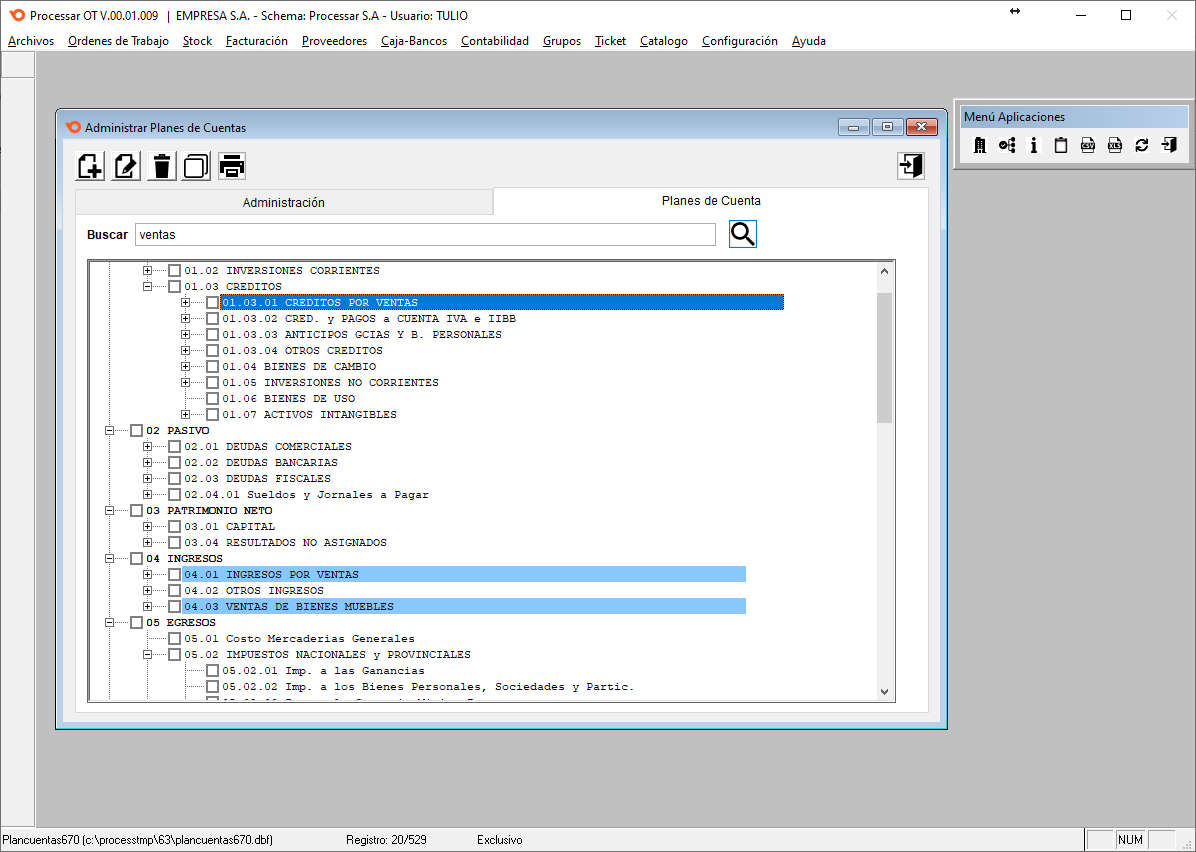 Processar OT V.00.01.009 | EMPRESA S.A. - Schema: Processar S.A - Usuario: TULIO
Archivos Ordenes de Trabajo Stock Facturación Proveedores Caja-Bancos Contabilidad Grupos Ticket Catalogo Configuración Ayuda
Menú Aplicaciones
CSV XLS
Administrar Planes de Cuentas
Administración Planes de Cuenta
Buscar ventas
01.02 INVERSIONES CORRIENTES
01.03 CREDITOS
01.03.01 CREDITOS POR VENTAS
01.03.02 CRED. y PAGOS a CUENTA IVA e IIBB
01.03.03 ANTICIPOS GCIAS Y B. PERSONALES
01.03.04 OTROS CREDITOS
01.04 BIENES DE CAMBIO
01.05 INVERSIONES NO CORRIENTES
01.06 BIENES DE USO
01.07 ACTIVOS INTANGIBLES
02 PASIVO
02.01 DEUDAS COMERCIALES
02.02 DEUDAS BANCARIAS
02.03 DEUDAS FISCALES
02.04.01 Sueldos y Jornales a Pagar
03 PATRIMONIO NETO
03.01 CAPITAL
03.04 RESULTADOS NO ASIGNADOS
04 INGRESOS
04.01 INGRESOS POR VENTAS
04.02 OTROS INGRESOS
04.03 VENTAS DE BIENES MUEBLES
05 EGRESOS
05.01 Costo Mercaderias Generales
05.02 IMPUESTOS NACIONALES y PROVINCIALES
05.02.01 Imp. a las Ganancias
05.02.02 Imp. a los Bienes Personales, Sociedades y Partic.
Plancuentas670 (c:\processtmp\63\plancuentas670.dbf) Registro: 20/529 Exclusivo NUM